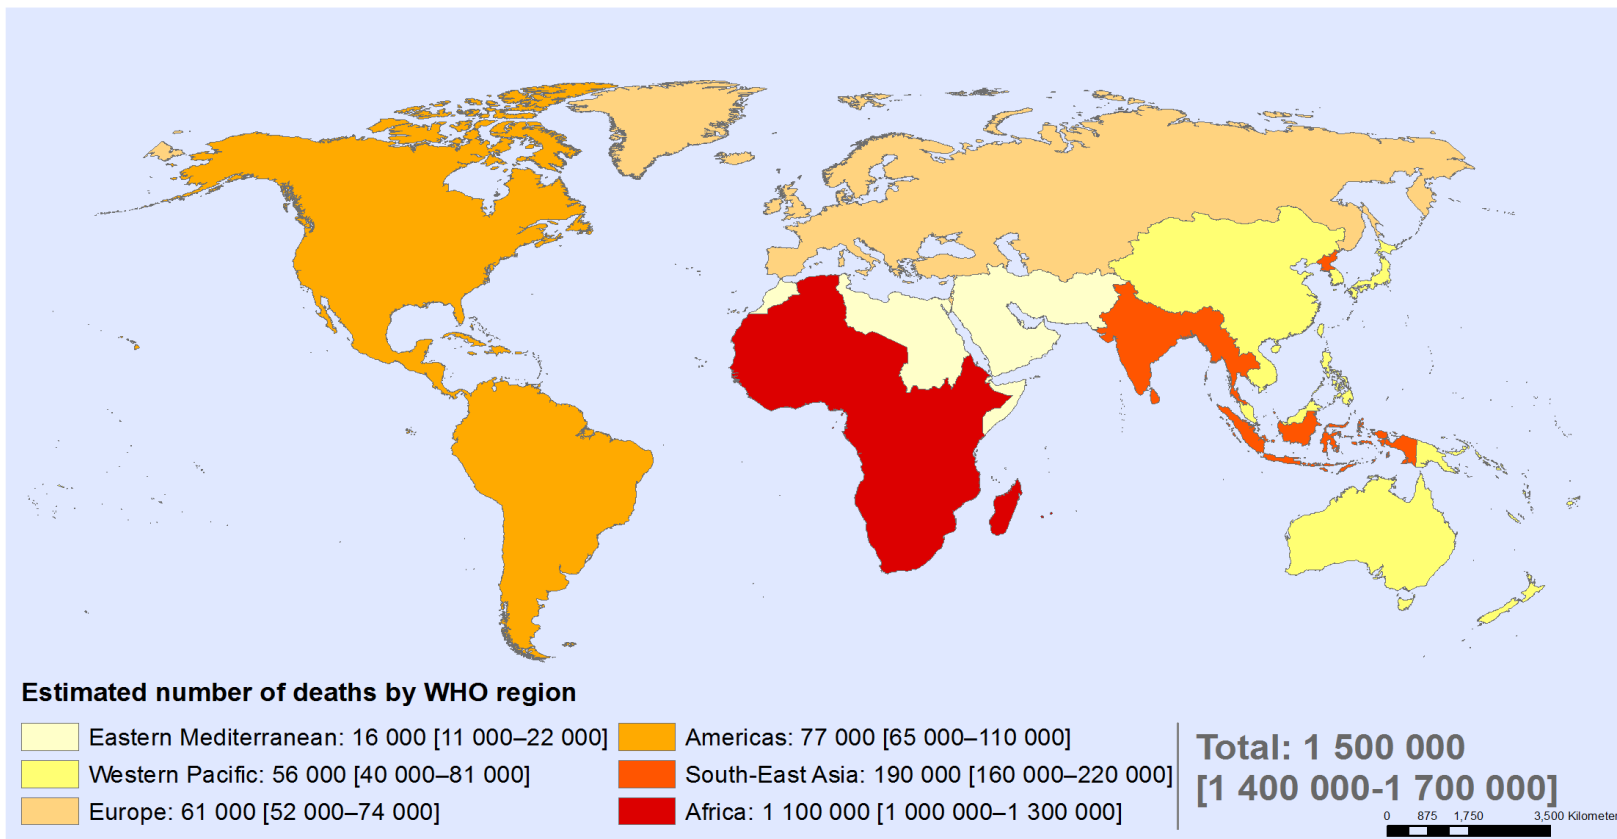 Estimated number of deaths by WHO region
Eastern Mediterranean: 16 000 [11 000–22 000]
Western Pacific: 56 000 [40 000–81 000]
Europe: 61 000 [52 000–74 000]
Americas: 77 000 [65 000–110 000]
South-East Asia: 190 000 [160 000–220 000]
Africa: 1 100 000 [1 000 000–1 300 000]
Total: 1 500 000
[1 400 000-1 700 000]
0 875 1,750 3,500 Kilometer